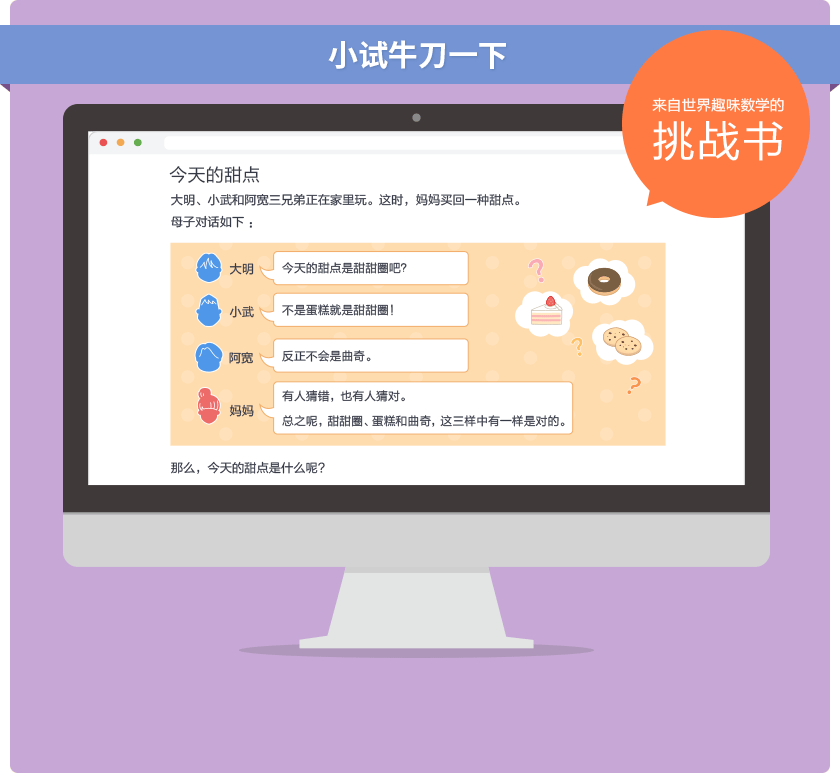 小试牛刀一下
来自世界趣味数学的
挑战书
今天的甜点
大明、小武和阿宽三兄弟正在家里玩。这时，妈妈买回一种甜点。
母子对话如下：
大明 今天的甜点是甜甜圈吧?
小武 不是蛋糕就是甜甜圈!
阿宽 反正不会是曲奇。
妈妈 有人猜错，也有人猜对。
总之呢，甜甜圈、蛋糕和曲奇，这三样中有一样是对的。
那么，今天的甜点是什么呢?